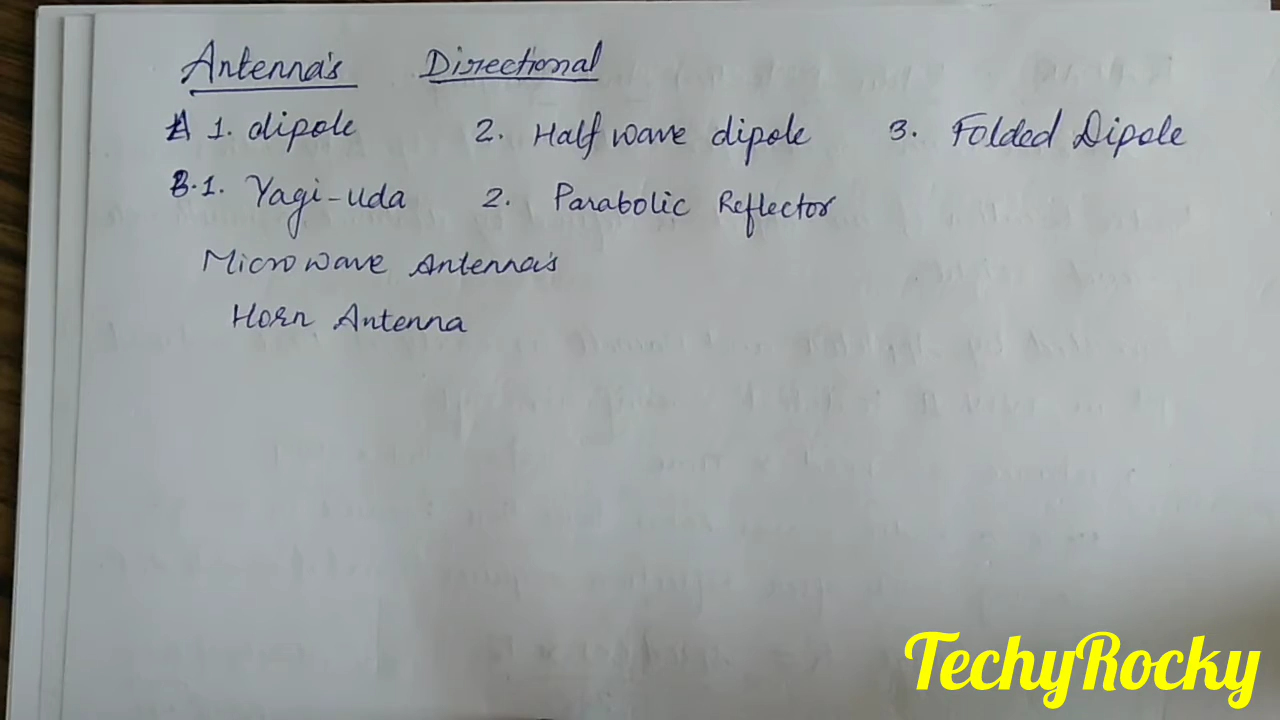 Antenna's Directional
A 1. dipole 2. Half wave dipole 3. Folded Dipole
B.1. Yagi-Uda 2. Parabolic Reflector
Microwave Antenna's
Horn Antenna
TechyRocky